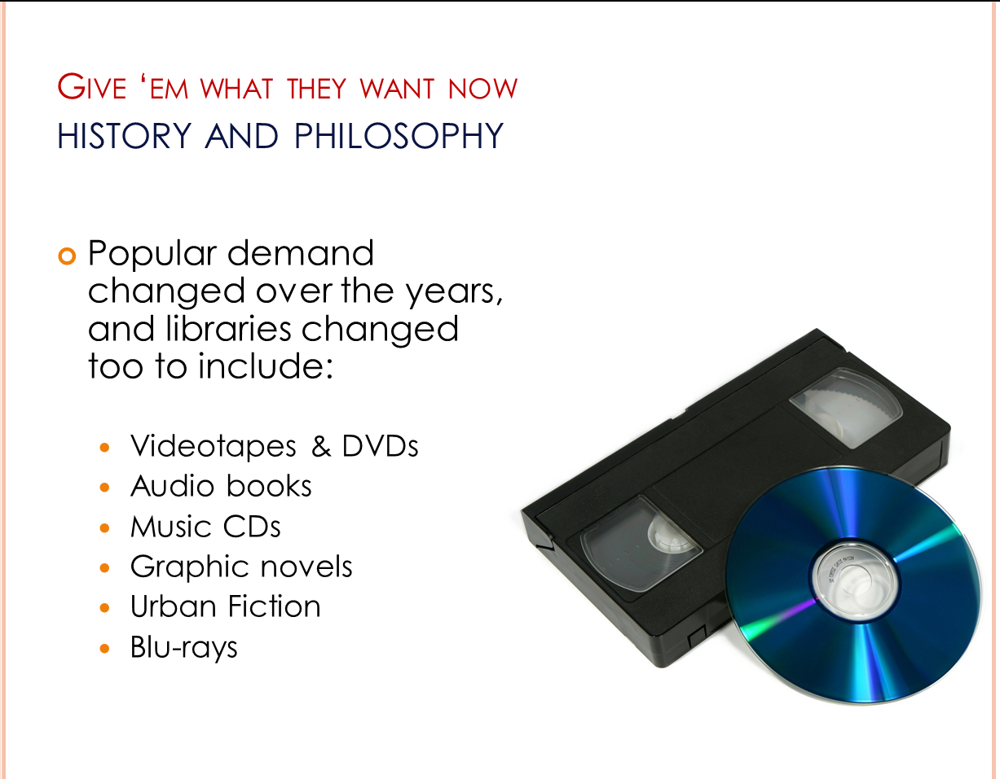 GIVE ‘EM WHAT THEY WANT NOW
HISTORY AND PHILOSOPHY
Popular demand
changed over the years,
and libraries changed
too to include:
Videotapes & DVDs
Audio books
Music CDs
Graphic novels
Urban Fiction
Blu-rays